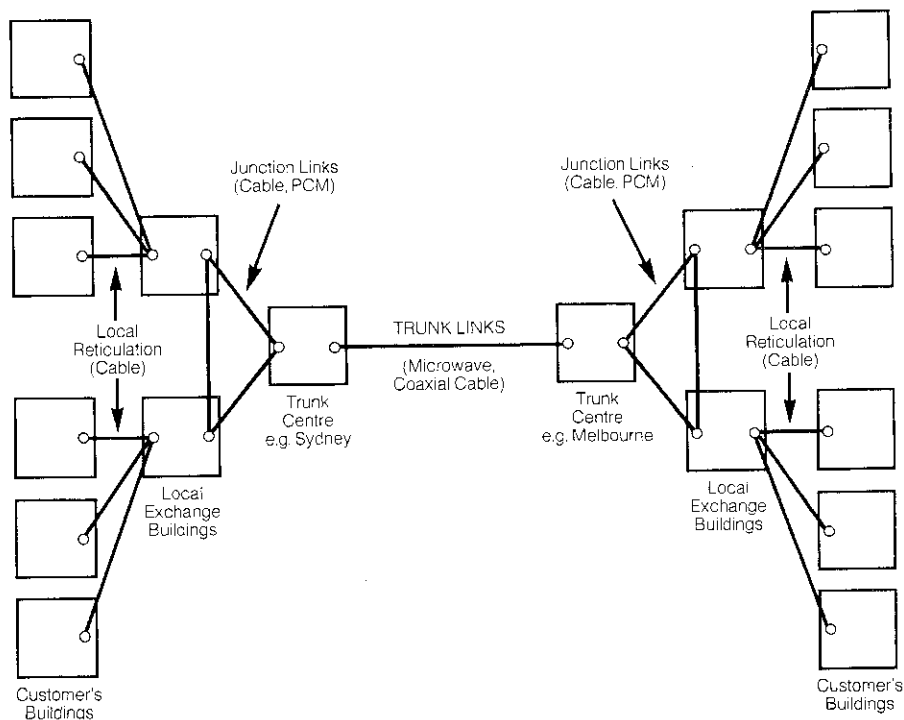 Junction Links
(Cable, PCM)
Junction Links
(Cable, PCM)
Local
Reticulation
(Cable)
TRUNK LINKS
(Microwave,
Coaxial Cable)
Local
Reticulation
(Cable)
Trunk
Centre
e.g. Sydney
Trunk
Centre
e.g. Melbourne
Local
Exchange
Buildings
Local
Exchange
Buildings
Customer's
Buildings
Customer's
Buildings